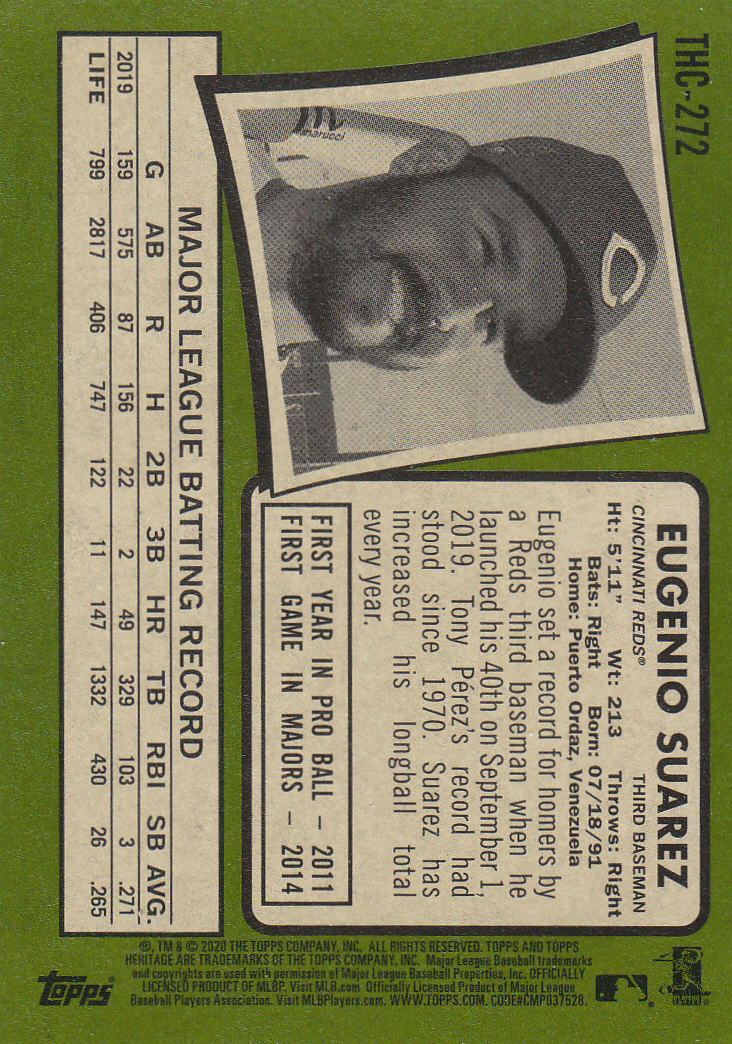 THC-272
marucci
EUGENIO SUAREZ
CINCINNATI REDS® THIRD BASEMAN
Ht: 5'11" Wt: 213 Throws: Right
Bats: Right Born: 07/18/91
Home: Puerto Ordaz, Venezuela
Eugenio set a record for homers by
a Reds third baseman when he
launched his 40th on September 1,
2019. Tony Pérez's record had
stood since 1970. Suarez has
increased his longball total
every year.
FIRST YEAR IN PRO BALL – 2011
FIRST GAME IN MAJORS – 2014
MAJOR LEAGUE BATTING RECORD
G AB R H 2B 3B HR TB RBI SB AVG.
2019 159 575 87 156 22 2 49 329 103 3 .271
LIFE 799 2817 406 747 122 11 147 1332 430 26 .265
®, TM & © 2020 THE TOPPS COMPANY, INC. ALL RIGHTS RESERVED. TOPPS AND TOPPS
HERITAGE ARE TRADEMARKS OF THE TOPPS COMPANY, INC. Major League Baseball trademarks
and copyrights are used with permission of Major League Baseball Properties, Inc. OFFICIALLY
LICENSED PRODUCT OF MLBP. Visit MLB.com Officially Licensed Product of Major League
Baseball Players Association. Visit MLBPlayers.com. WWW.TOPPS.COM. CODE#CMP037528.
topps®